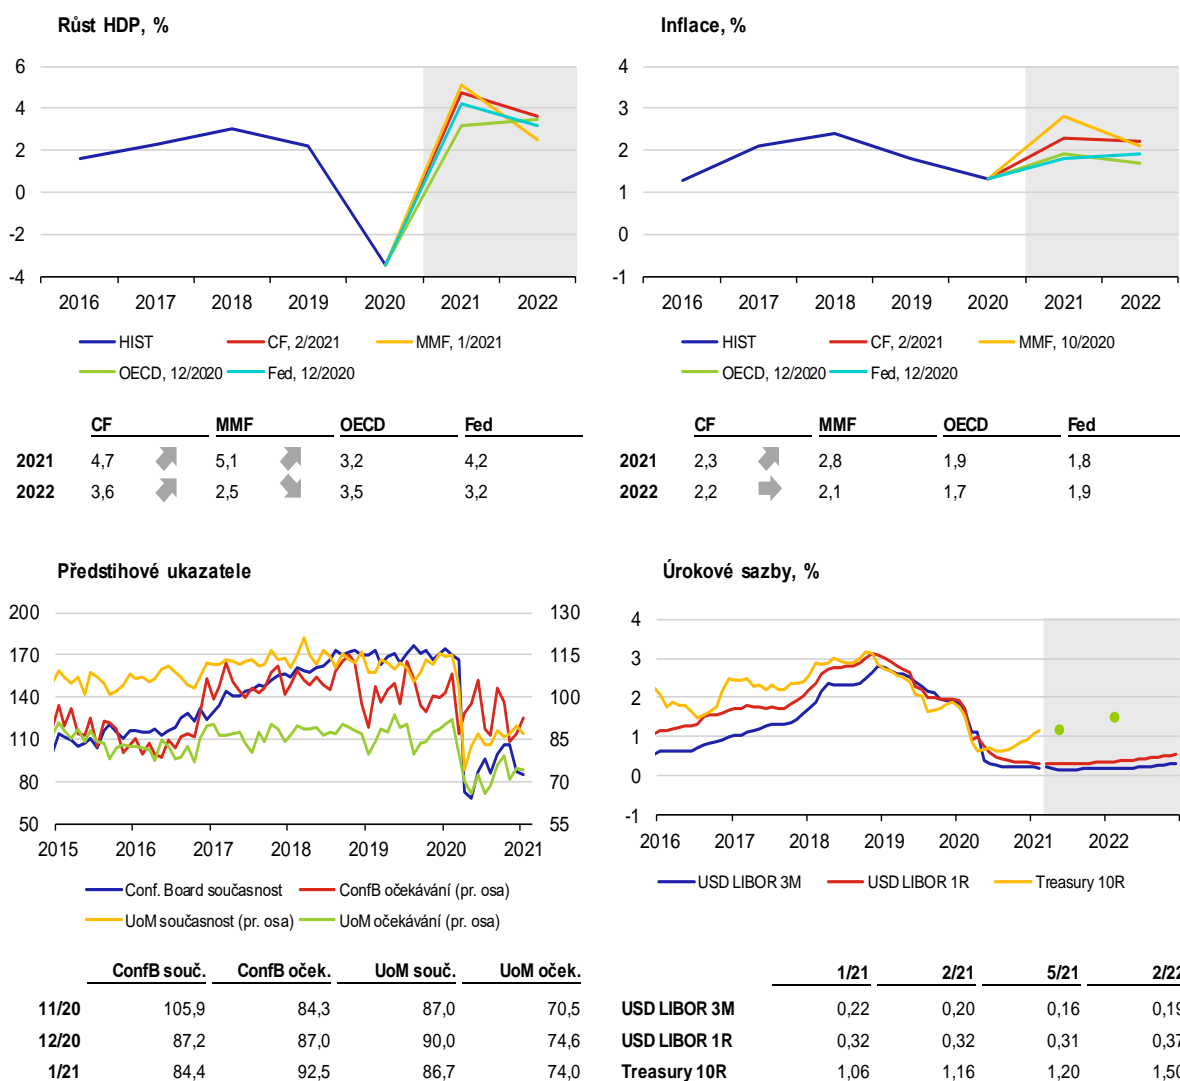 Růst HDP, %
6
4
2
0
-2
-4
2016 2017 2018 2019 2020 2021 2022
HIST CF, 2/2021 MMF, 1/2021
OECD, 12/2020 Fed, 12/2020
CF MMF OECD Fed
2021 4,7 5,1 3,2 4,2
2022 3,6 2,5 3,5 3,2
Inflace, %
4
3
2
1
0
-1
2016 2017 2018 2019 2020 2021 2022
HIST CF, 2/2021 MMF, 10/2020
OECD, 12/2020 Fed, 12/2020
CF MMF OECD Fed
2021 2,3 2,8 1,9 1,8
2022 2,2 2,1 1,7 1,9
Předstihové ukazatele
200 130
170 115
140 100
110 85
80 70
50 55
2015 2016 2017 2018 2019 2020 2021
Conf. Board současnost ConfB očekávání (pr. osa)
UoM současnost (pr. osa) UoM očekávání (pr. osa)
ConfB souč. ConfB oček. UoM souč. UoM oček.
11/20 105,9 84,3 87,0 70,5
12/20 87,2 87,0 90,0 74,6
1/21 84,4 92,5 86,7 74,0
Úrokové sazby, %
4
3
2
1
0
-1
2016 2017 2018 2019 2020 2021 2022
USD LIBOR 3M USD LIBOR 1R Treasury 10R
1/21 2/21 5/21 2/22
USD LIBOR 3M 0,22 0,20 0,16 0,19
USD LIBOR 1R 0,32 0,32 0,31 0,37
Treasury 10R 1,06 1,16 1,20 1,50